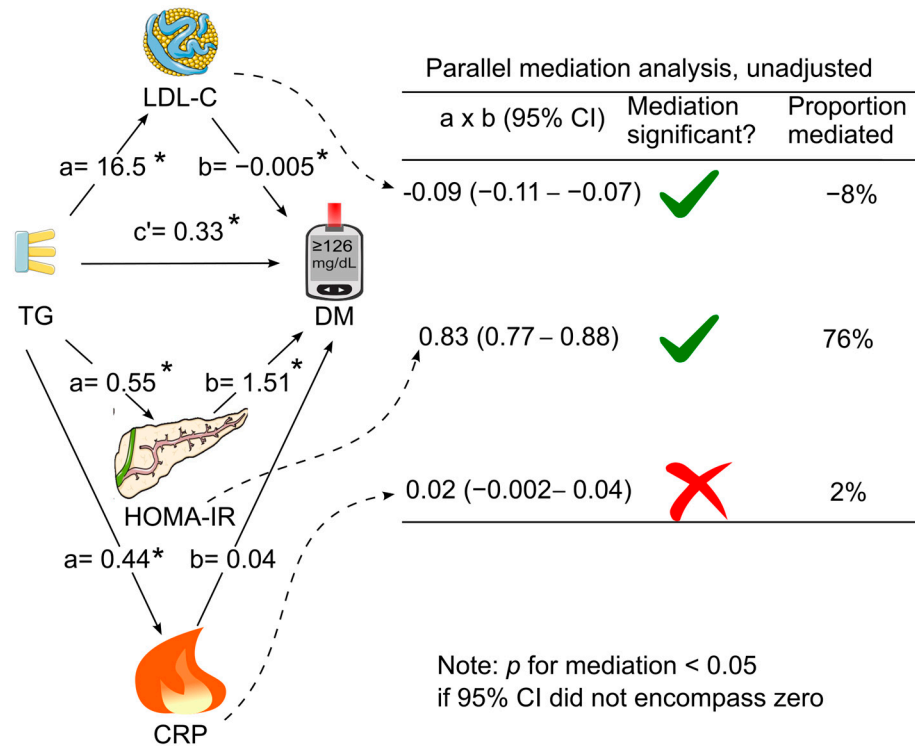 LDL-C
a= 16.5 *
b= −0.005 *
c'= 0.33 *
≥126
mg/dL
TG
DM
a= 0.55 *
b= 1.51 *
HOMA-IR
a= 0.44 *
b= 0.04
CRP
Parallel mediation analysis, unadjusted
a x b (95% CI) Mediation significant? Proportion mediated
-0.09 (−0.11 – −0.07) −8%
0.83 (0.77 – 0.88) 76%
0.02 (−0.002– 0.04) 2%
Note: p for mediation < 0.05
if 95% CI did not encompass zero